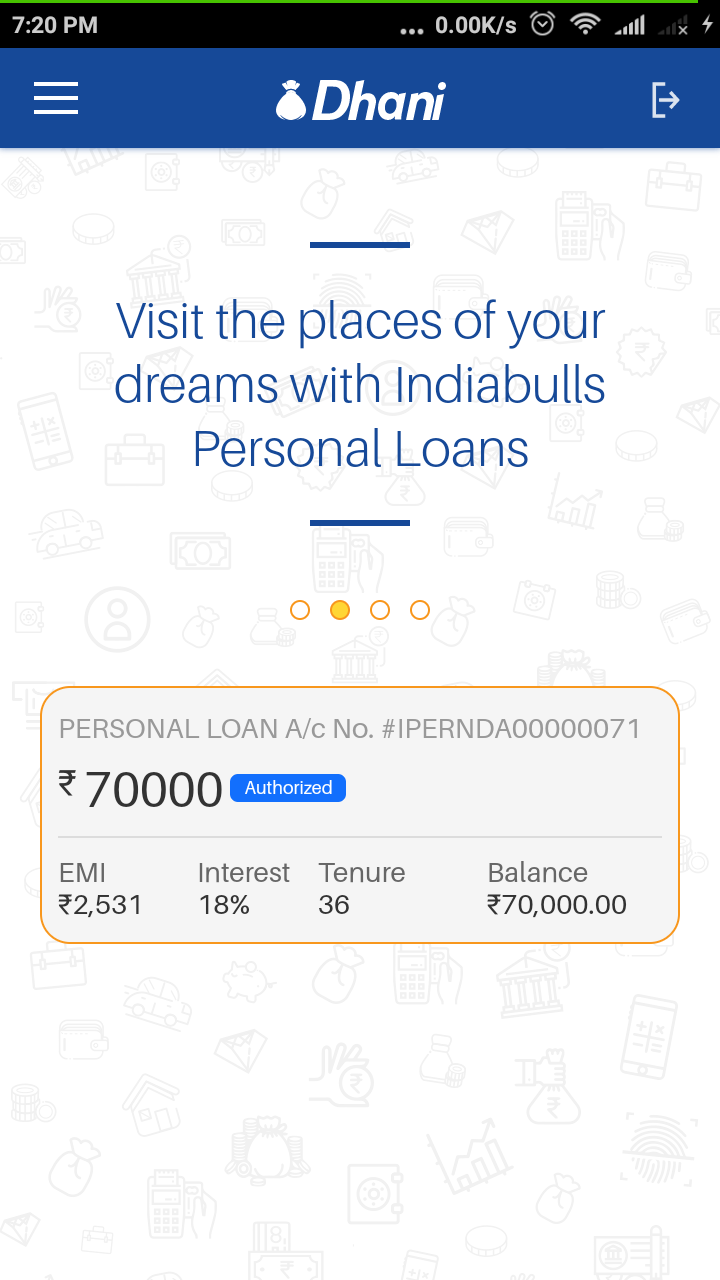 7:20 PM ... 0.00K/s
Dhani
Visit the places of your
dreams with Indiabulls
Personal Loans
PERSONAL LOAN A/c No. #IPERNDA00000071
₹ 70000 Authorized
EMI Interest Tenure Balance
₹2,531 18% 36 ₹70,000.00